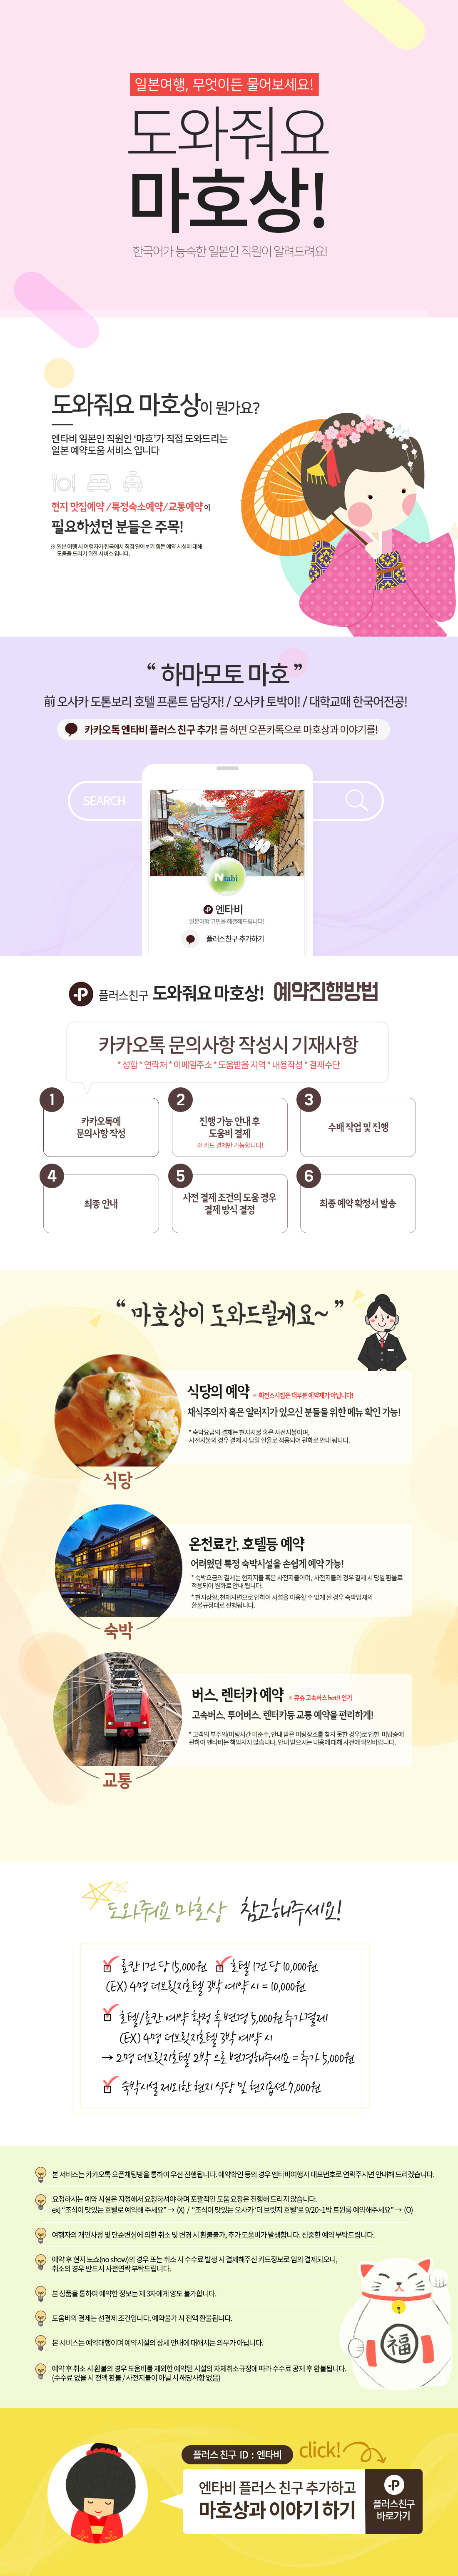 일본여행, 무엇이든 물어보세요!
도와줘요
마호상!
한국어가 능숙한 일본인 직원이 알려드려요!
도와줘요 마호상이 뭔가요?
엔타비 일본인 직원인 '마호'가 직접 도와드리는
일본 예약도움 서비스 입니다
현지 맛집예약 / 특정숙소예약/ 교통예약 이
필요하셨던 분들은 주목!
※ 일본 여행 시 여행자가 한국에서 직접 알아보기 힘든 예약 시설에 대해
도움을 드리기 위한 서비스 입니다.
“ 하마모토 마호 ”
前 오사카 도톤보리 호텔 프론트 담당자! / 오사카 토박이! / 대학교때 한국어전공!
카카오톡 엔타비 플러스 친구 추가! 를 하면 오픈카톡으로 마호상과 이야기를!
SEARCH
Ntabi
엔타비
일본여행 고민을 해결해드립니다!
플러스친구 추가하기
플러스친구 도와줘요 마호상! 예약진행방법
카카오톡 문의사항 작성시 기재사항
* 성함 * 연락처 * 이메일주소 * 도움받을 지역 * 내용작성 * 결제수단
1
카카오톡에
문의사항 작성
2
진행 가능 안내 후
도움비 결제
※ 카드 결제만 가능합니다!
3
수배 작업 및 진행
4
최종 안내
5
사전 결제 조건의 도움 경우
결제 방식 결정
6
최종 예약 확정서 발송
“ 마호상이 도와드릴게요~ ”
식당의 예약 ※ 회전스시집은 대부분 예약제가 아닙니다!
채식주의자 혹은 알러지가 있으신 분들을 위한 메뉴 확인 가능!
* 숙박요금의 결제는 현지지불 혹은 사전지불이며,
사전지불의 경우 결제 시 당일 환율로 적용되어 원화로 안내 됩니다.
식당
온천료칸, 호텔등 예약
어려웠던 특정 숙박시설을 손쉽게 예약 가능!
* 숙박요금의 결제는 현지지불 혹은 사전지불이며, 사전지불의 경우 결제 시 당일 환율로
적용되어 원화로 안내 됩니다.
* 현지상황, 천재지변으로 인하여 시설을 이용할 수 없게 된 경우 숙박업체의
환불규정대로 진행됩니다.
숙박
버스, 렌터카 예약 ※ 큐슈 고속버스 hot!! 인기
고속버스, 투어버스, 렌터카등 교통 예약을 편리하게!
* 고객의 부주의(미팅시간 미준수, 안내 받은 미팅장소를 찾지 못한 경우)로 인한 미탑승에
관하여 엔타비는 책임지지 않습니다. 안내 받으시는 내용에 대해 사전에 확인바랍니다.
교통
도와줘요 마호상 참고해주세요!
료칸 1건 당 15,000원 호텔 1건 당 10,000원
(EX) 4명 더브릿지호텔 3박 예약 시 = 10,000원
호텔/료칸 예약 확정 후 변경 5,000원 추가결제
(EX) 4명 더브릿지호텔 3박 예약 시
→ 2명 더브릿지호텔 2박 으로 변경해주세요 = 추가 5,000원
숙박시설 제외한 현지 식당 및 현지옵션 7,000원
본 서비스는 카카오톡 오픈채팅방을 통하여 우선 진행됩니다. 예약확인 등의 경우 엔타비여행사 대표번호로 연락주시면 안내해 드리겠습니다.
요청하시는 예약 시설은 지정해서 요청하셔야 하며 포괄적인 도움 요청은 진행해 드리지 않습니다.
ex) “조식이 맛있는 호텔로 예약해 주세요” → (X) / “조식이 맛있는 오사카 ‘더 브릿지 호텔’로 9/20~1박 트윈룸 예약해주세요” → (O)
여행자의 개인사정 및 단순변심에 의한 취소 및 변경 시 환불불가, 추가 도움비가 발생합니다. 신중한 예약 부탁드립니다.
예약 후 현지 노쇼(no show)의 경우 또는 취소 시 수수료 발생 시 결제해주신 카드정보로 임의 결제되오니,
취소의 경우 반드시 사전연락 부탁드립니다.
본 상품을 통하여 예약한 정보는 제 3자에게 양도 불가합니다.
도움비의 결제는 선결제 조건입니다. 예약불가 시 전액 환불됩니다.
본 서비스는 예약대행이며 예약시설의 상세 안내에 대해서는 의무가 아닙니다.
예약 후 취소 시 환불의 경우 도움비를 제외한 예약된 시설의 자체취소규정에 따라 수수료 공제 후 환불됩니다.
(수수료 없을 시 전액 환불 / 사전지불이 아닐 시 해당사항 없음)
福
플러스 친구 ID : 엔타비
click!
엔타비 플러스 친구 추가하고
마호상과 이야기 하기
플러스친구
바로가기